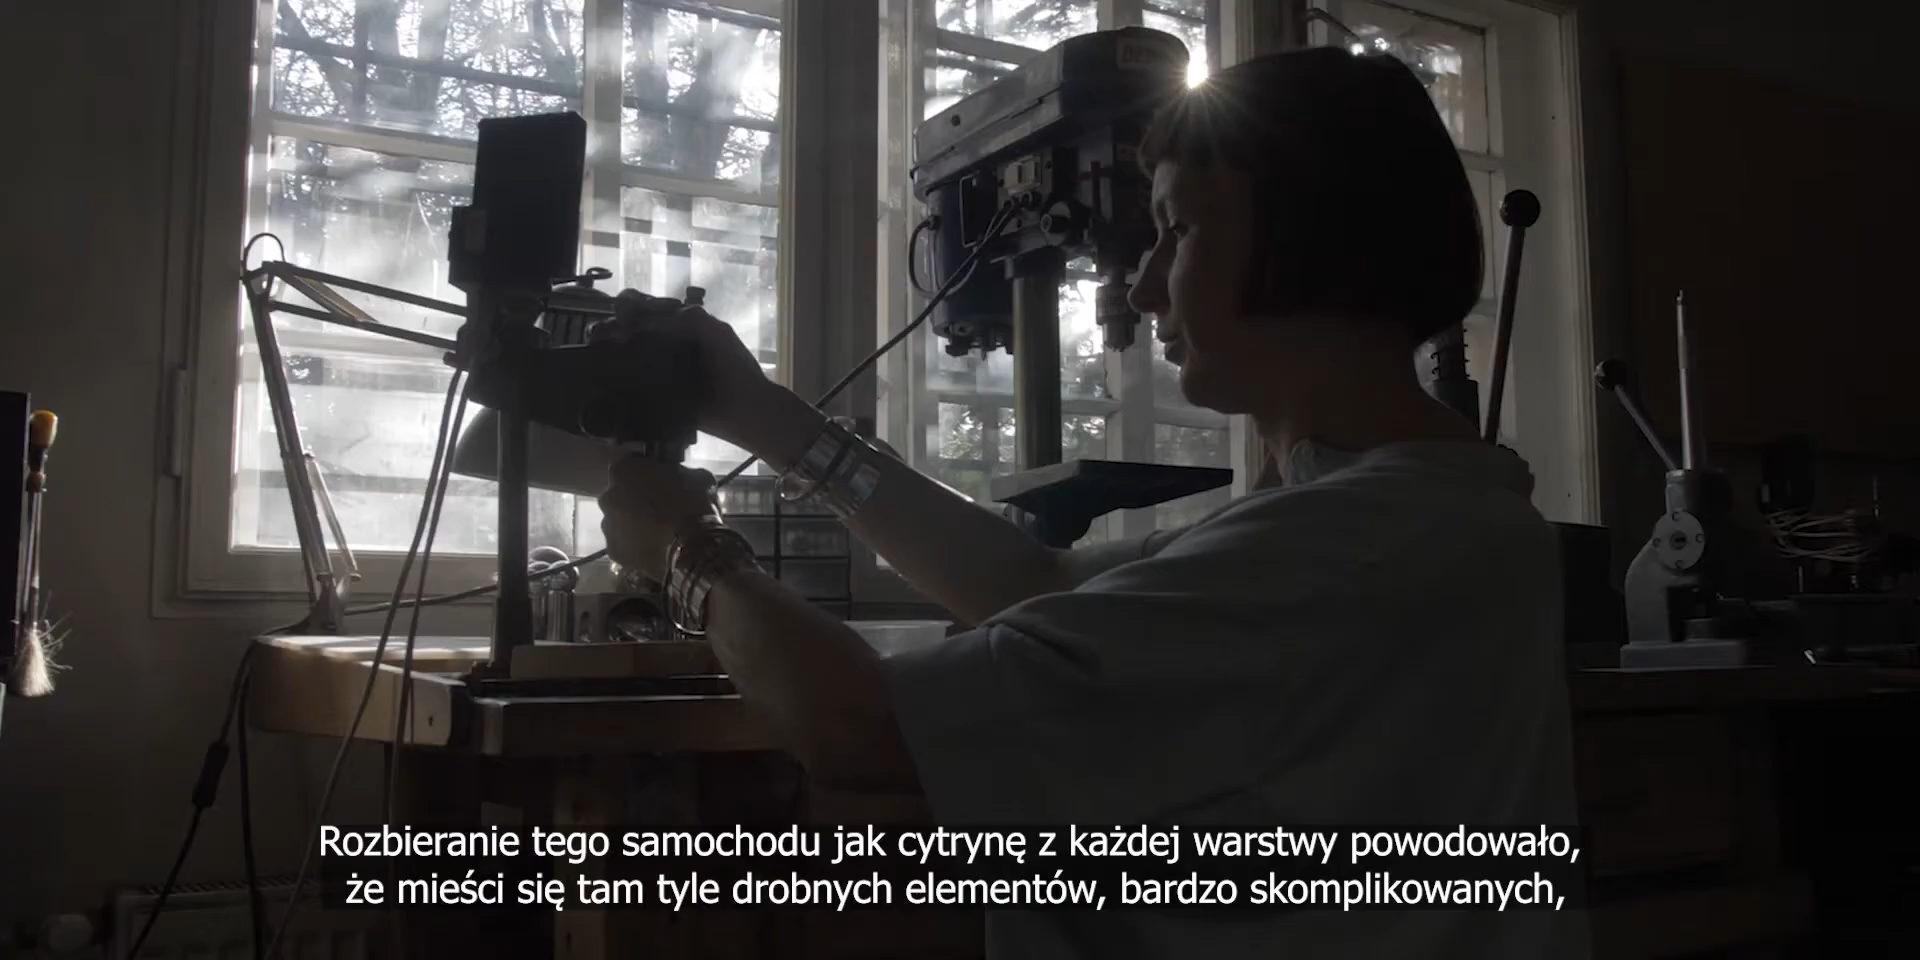 Rozbieranie tego samochodu jak cytrynę z każdej warstwy powodowało,
że mieści się tam tyle drobnych elementów, bardzo skomplikowanych,